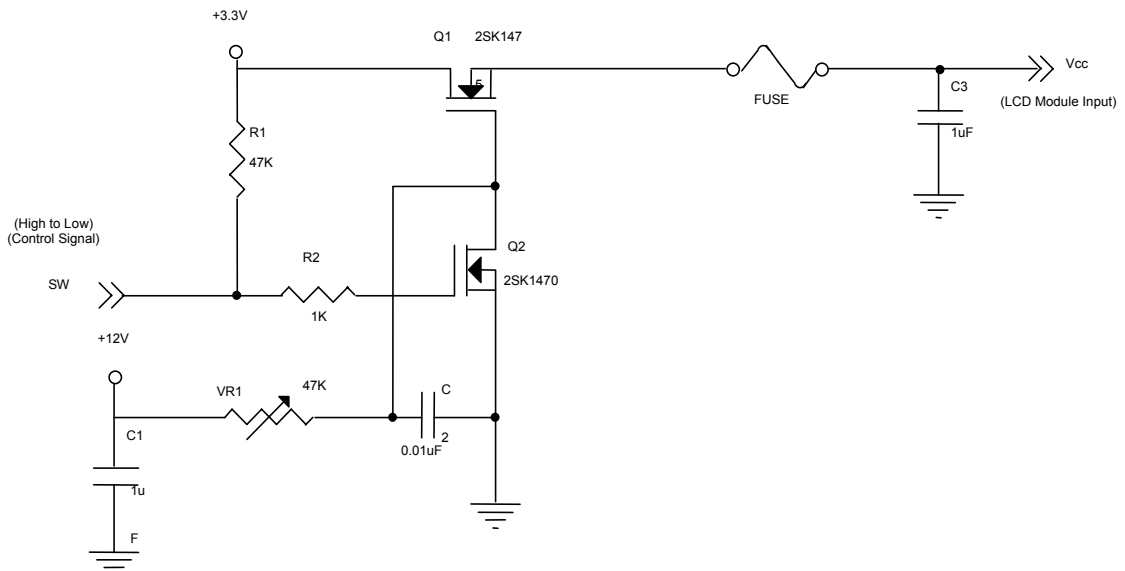 +3.3V
Q1 2SK147
5
FUSE
Vcc
(LCD Module Input)
C3
1uF
R1
47K
(High to Low)
(Control Signal)
SW
R2
1K
Q2
2SK1470
+12V
VR1
47K
C
2
0.01uF
C1
1u
F